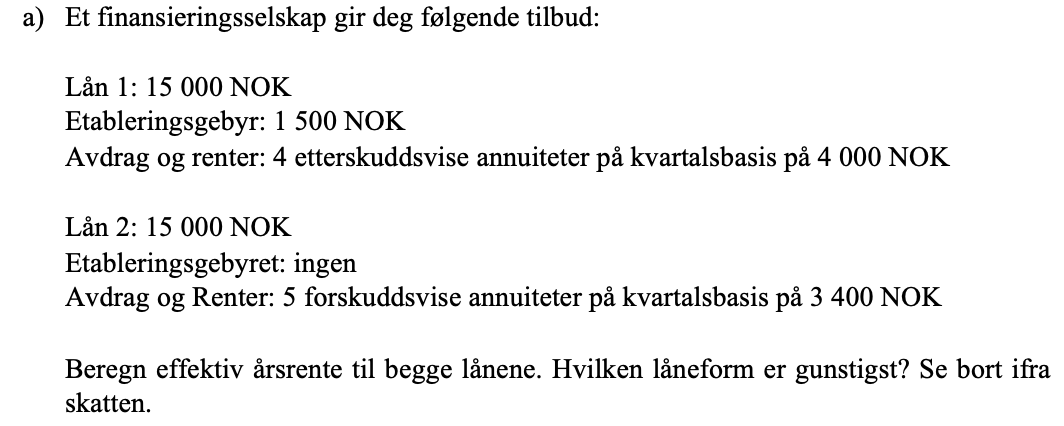 a) Et finansieringsselskap gir deg følgende tilbud:
Lån 1: 15 000 NOK
Etableringsgebyr: 1 500 NOK
Avdrag og renter: 4 etterskuddsvise annuiteter på kvartalsbasis på 4 000 NOK
Lån 2: 15 000 NOK
Etableringsgebyret: ingen
Avdrag og Renter: 5 forskuddsvise annuiteter på kvartalsbasis på 3 400 NOK
Beregn effektiv årsrente til begge lånene. Hvilken låneform er gunstigst? Se bort ifra
skatten.